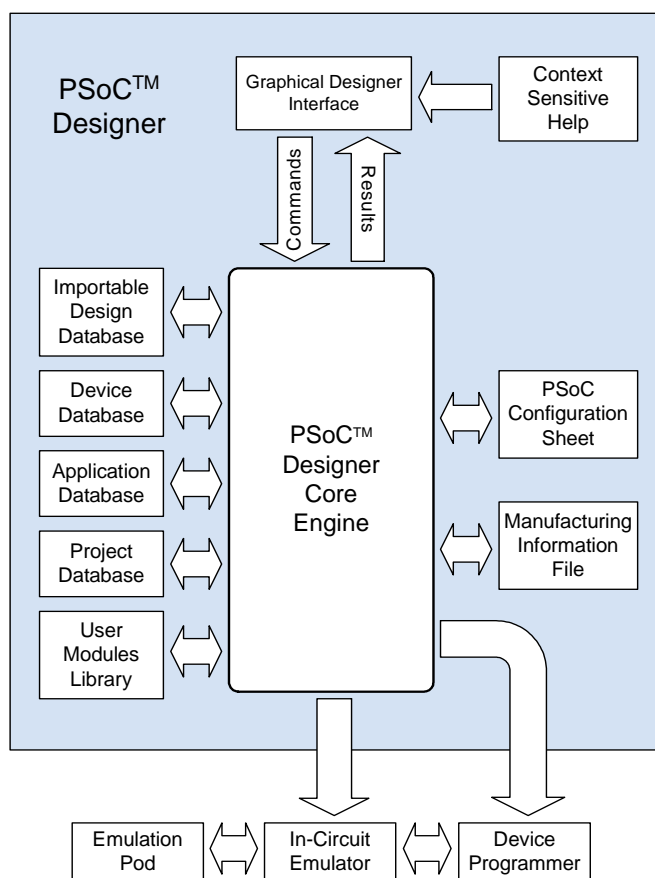 PSoC™
Designer
Graphical Designer
Interface
Context
Sensitive
Help
Commands
Results
Importable
Design
Database
Device
Database
Application
Database
Project
Database
User
Modules
Library
PSoC™
Designer
Core
Engine
PSoC
Configuration
Sheet
Manufacturing
Information
File
Emulation
Pod
In-Circuit
Emulator
Device
Programmer